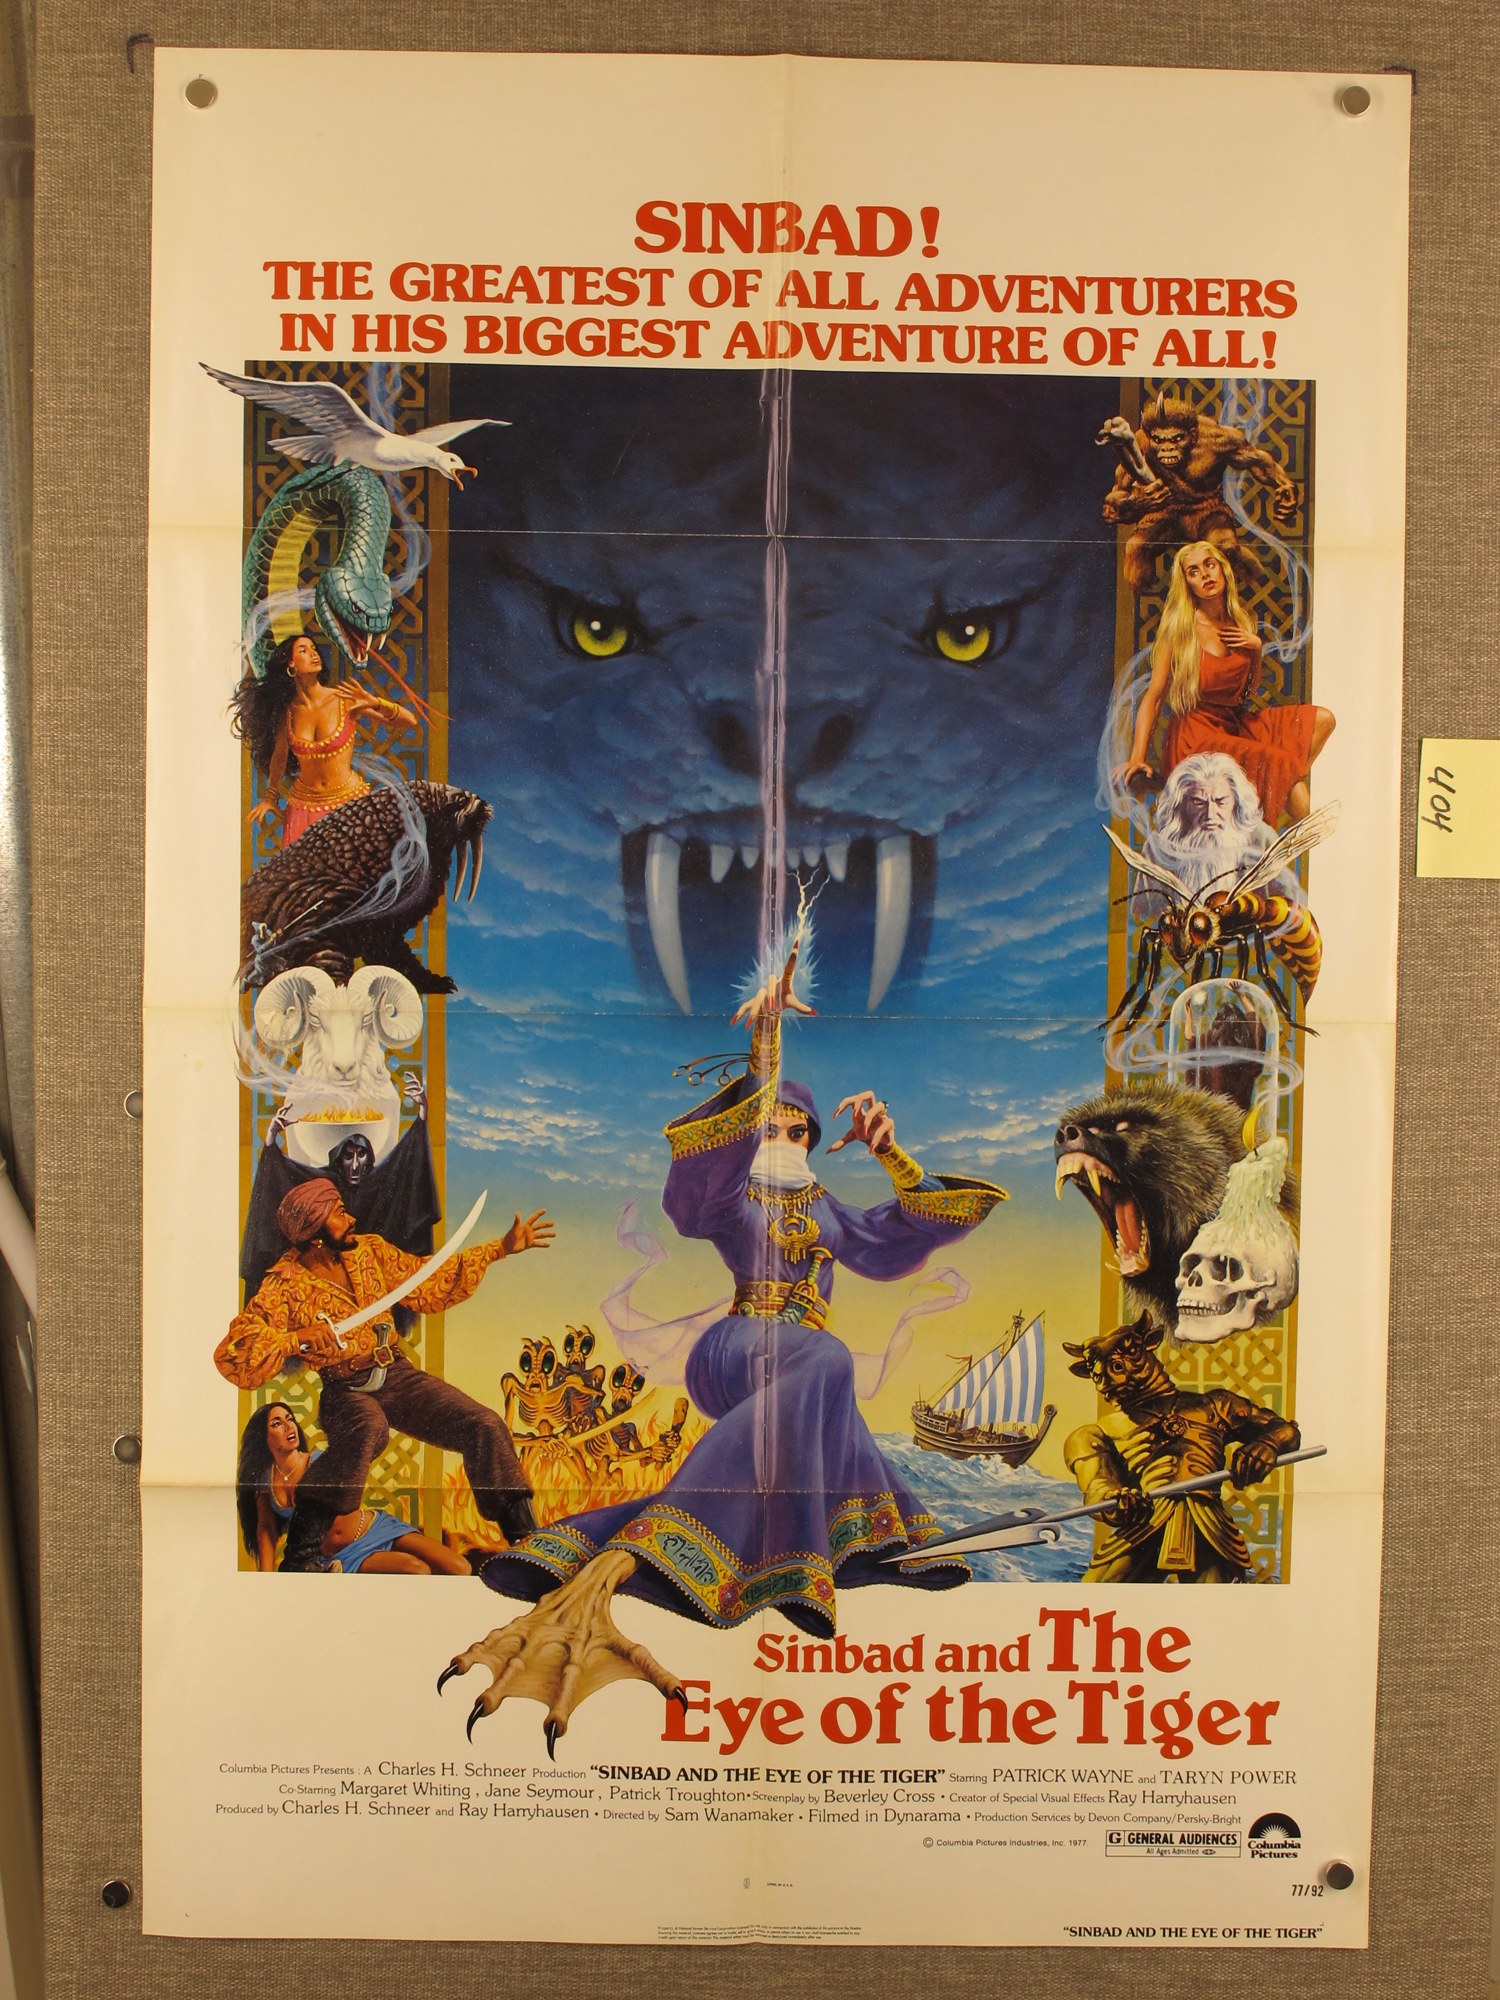 SINBAD!
THE GREATEST OF ALL ADVENTURERS
IN HIS BIGGEST ADVENTURE OF ALL!
404
Sinbad and The
Eye of the Tiger
Columbia Pictures Presents : A Charles H. Schneer Production "SINBAD AND THE EYE OF THE TIGER" Starring PATRICK WAYNE and TARYN POWER
Co-Starring Margaret Whiting , Jane Seymour , Patrick Troughton • Screenplay by Beverley Cross • Creator of Special Visual Effects Ray Harryhausen
Produced by Charles H. Schneer and Ray Harryhausen • Directed by Sam Wanamaker • Filmed in Dynarama • Production Services by Devon Company/Persky-Bright
© Columbia Pictures Industries, Inc. 1977.
G GENERAL AUDIENCES
All Ages Admitted
Columbia
Pictures
77/92
"SINBAD AND THE EYE OF THE TIGER"